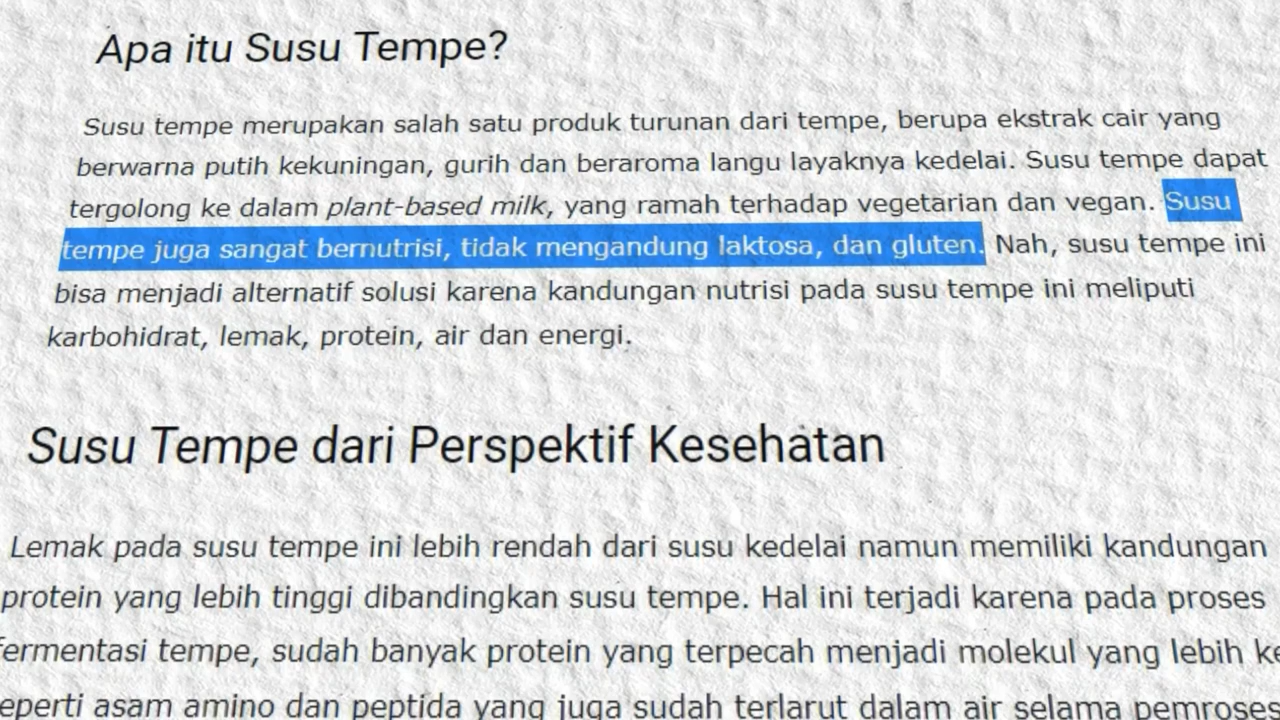 Apa itu Susu Tempe?
Susu tempe merupakan salah satu produk turunan dari tempe, berupa ekstrak cair yang
berwarna putih kekuningan, gurih dan beraroma langu layaknya kedelai. Susu tempe dapat
tergolong ke dalam plant-based milk, yang ramah terhadap vegetarian dan vegan. Susu
tempe juga sangat bernutrisi, tidak mengandung laktosa, dan gluten. Nah, susu tempe ini
bisa menjadi alternatif solusi karena kandungan nutrisi pada susu tempe ini meliputi
karbohidrat, lemak, protein, air dan energi.
Susu Tempe dari Perspektif Kesehatan
Lemak pada susu tempe ini lebih rendah dari susu kedelai namun memiliki kandungan
protein yang lebih tinggi dibandingkan susu tempe. Hal ini terjadi karena pada proses
fermentasi tempe, sudah banyak protein yang terpecah menjadi molekul yang lebih
asam amino dan peptida yang juga sudah terlarut dalam air selama